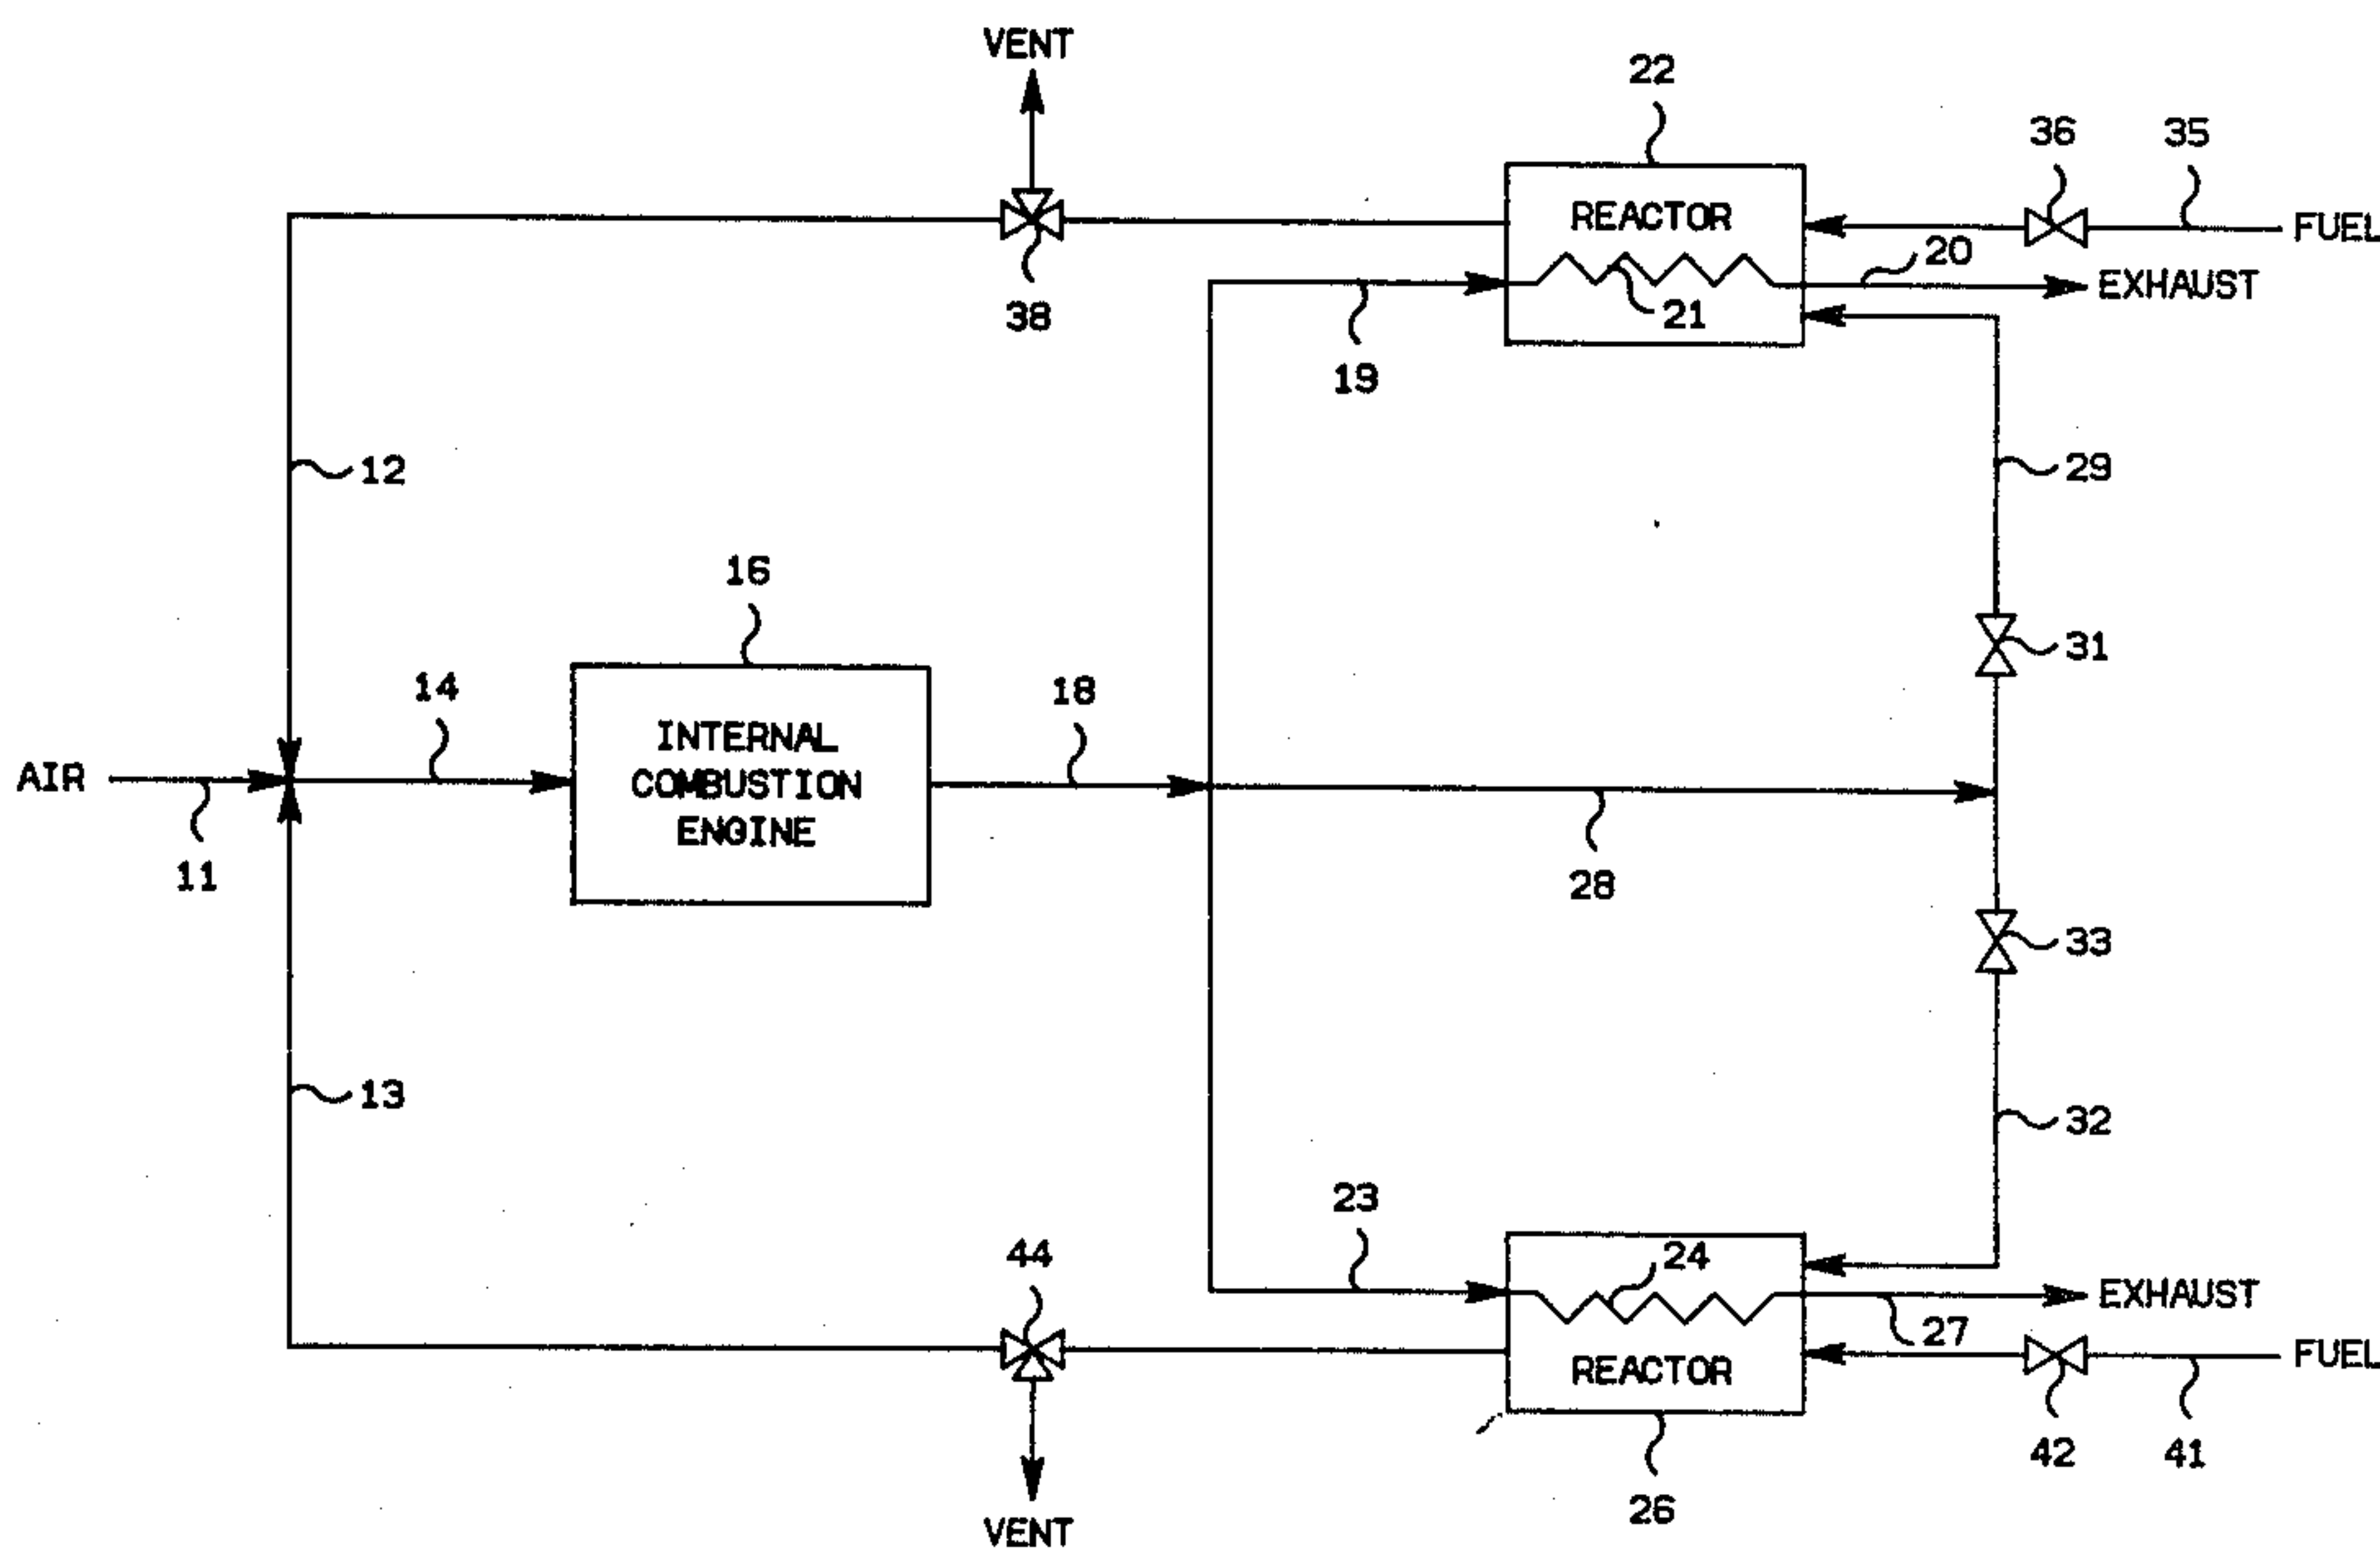 VENT
22
36
35
REACTOR
FUEL
20
EXHAUST
21
38
19
12
29
16
31
14
18
INTERNAL
COMBUSTION
ENGINE
AIR
11
28
33
13
32
23
44
24
EXHAUST
27
REACTOR
FUEL
42
41
26
VENT